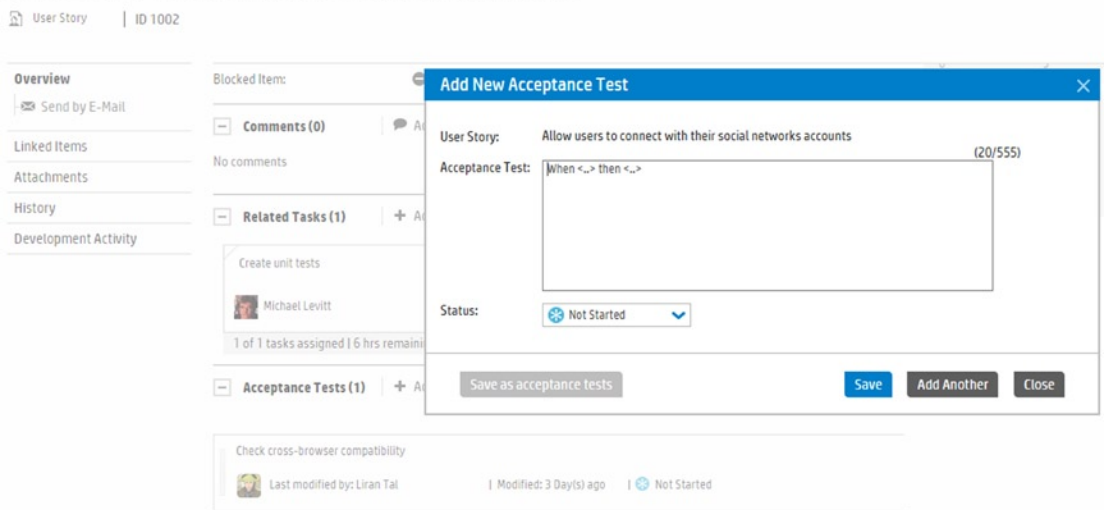 User Story | ID 1002
Overview
Send by E-Mail
Linked Items
Attachments
History
Development Activity
Blocked Item:
Comments (0)
No comments
Related Tasks (1)
Create unit tests
Michael Levitt
1 of 1 tasks assigned | 6 hrs
Acceptance Tests (1)
Check cross-browser compatibility
Last modified by: Liran Tal | Modified: 3 Day(s) ago | Not Started
Add New Acceptance Test
User Story: Allow users to connect with their social networks accounts
(20/555)
Acceptance Test: When <..> then <..>
Status: Not Started
Save as acceptance tests Save Add Another Close